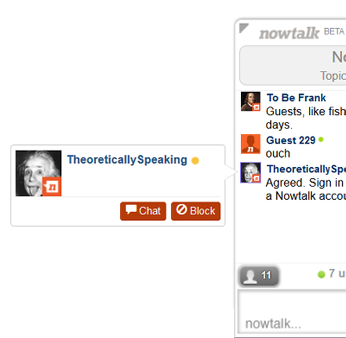 nowtalk BETA
No
Topic
To Be Frank
Guests, like fish
days.
Guest 229
ouch
TheoreticallySpe
Agreed. Sign in
a Nowtalk accou
TheoreticallySpeaking
Chat
Block
11
7 u
nowtalk...